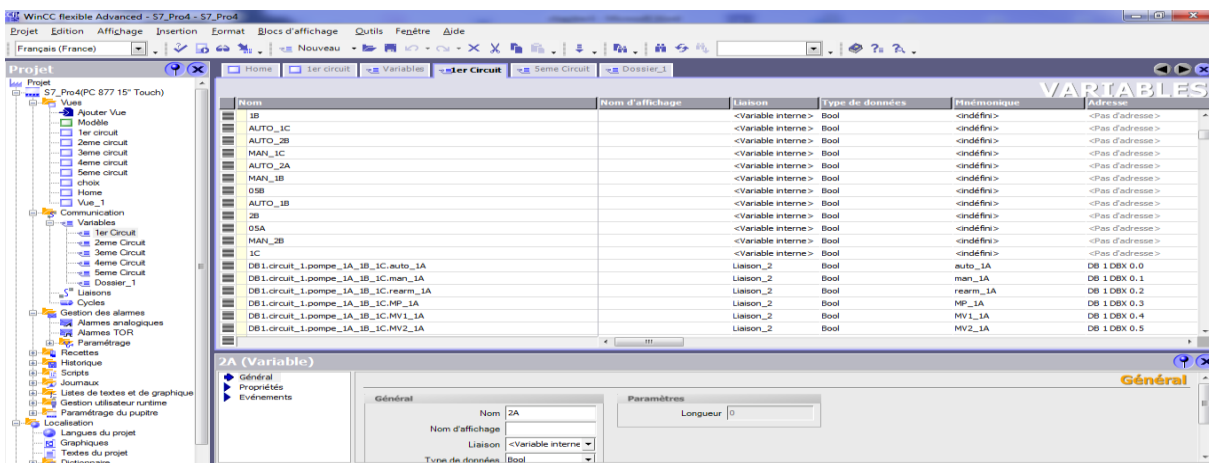 WinCC flexible Advanced - S7_Pro4 - S7_Pro4
Projet Edition Affichage Insertion Format Blocs d'affichage Outils Fenêtre Aide
Français (France) Nouveau
Projet
Home 1er circuit Variables 1er Circuit 5eme Circuit Dossier_1
VARIABLES
Projet
S7_Pro4(PC 877 15" Touch)
Vues
Ajouter Vue
Modèle
1er circuit
2eme circuit
3eme circuit
4eme circuit
5eme circuit
choix
Home
Vue_1
Communication
Variables
1er Circuit
2eme Circuit
3eme Circuit
4eme Circuit
5eme Circuit
Dossier_1
Liaisons
Cycles
Gestion des alarmes
Alarmes analogiques
Alarmes TOR
Paramétrage
Recettes
Historique
Scripts
Journaux
Listes de textes et de graphique
Gestion utilisateur runtime
Paramétrage du pupitre
Localisation
Langues du projet
Graphiques
Textes du projet
Dictionnaire
Nom Nom d'affichage Liaison Type de données Mnémonique Adresse
1B <Variable interne> Bool <indéfini> <Pas d'adresse>
AUTO_1C <Variable interne> Bool <indéfini> <Pas d'adresse>
AUTO_2B <Variable interne> Bool <indéfini> <Pas d'adresse>
MAN_1C <Variable interne> Bool <indéfini> <Pas d'adresse>
AUTO_2A <Variable interne> Bool <indéfini> <Pas d'adresse>
MAN_1B <Variable interne> Bool <indéfini> <Pas d'adresse>
05B <Variable interne> Bool <indéfini> <Pas d'adresse>
AUTO_1B <Variable interne> Bool <indéfini> <Pas d'adresse>
2B <Variable interne> Bool <indéfini> <Pas d'adresse>
05A <Variable interne> Bool <indéfini> <Pas d'adresse>
MAN_2B <Variable interne> Bool <indéfini> <Pas d'adresse>
1C <Variable interne> Bool <indéfini> <Pas d'adresse>
DB1.circuit_1.pompe_1A_1B_1C.auto_1A Liaison_2 Bool auto_1A DB 1 DBX 0.0
DB1.circuit_1.pompe_1A_1B_1C.man_1A Liaison_2 Bool man_1A DB 1 DBX 0.1
DB1.circuit_1.pompe_1A_1B_1C.rearm_1A Liaison_2 Bool rearm_1A DB 1 DBX 0.2
DB1.circuit_1.pompe_1A_1B_1C.MP_1A Liaison_2 Bool MP_1A DB 1 DBX 0.3
DB1.circuit_1.pompe_1A_1B_1C.MV1_1A Liaison_2 Bool MV1_1A DB 1 DBX 0.4
DB1.circuit_1.pompe_1A_1B_1C.MV2_1A Liaison_2 Bool MV2_1A DB 1 DBX 0.5
2A (Variable)
Général
Propriétés
Evénements
Général
Général
Nom 2A
Nom d'affichage
Liaison <Variable interne
Type de données Bool
Paramètres
Longueur 0